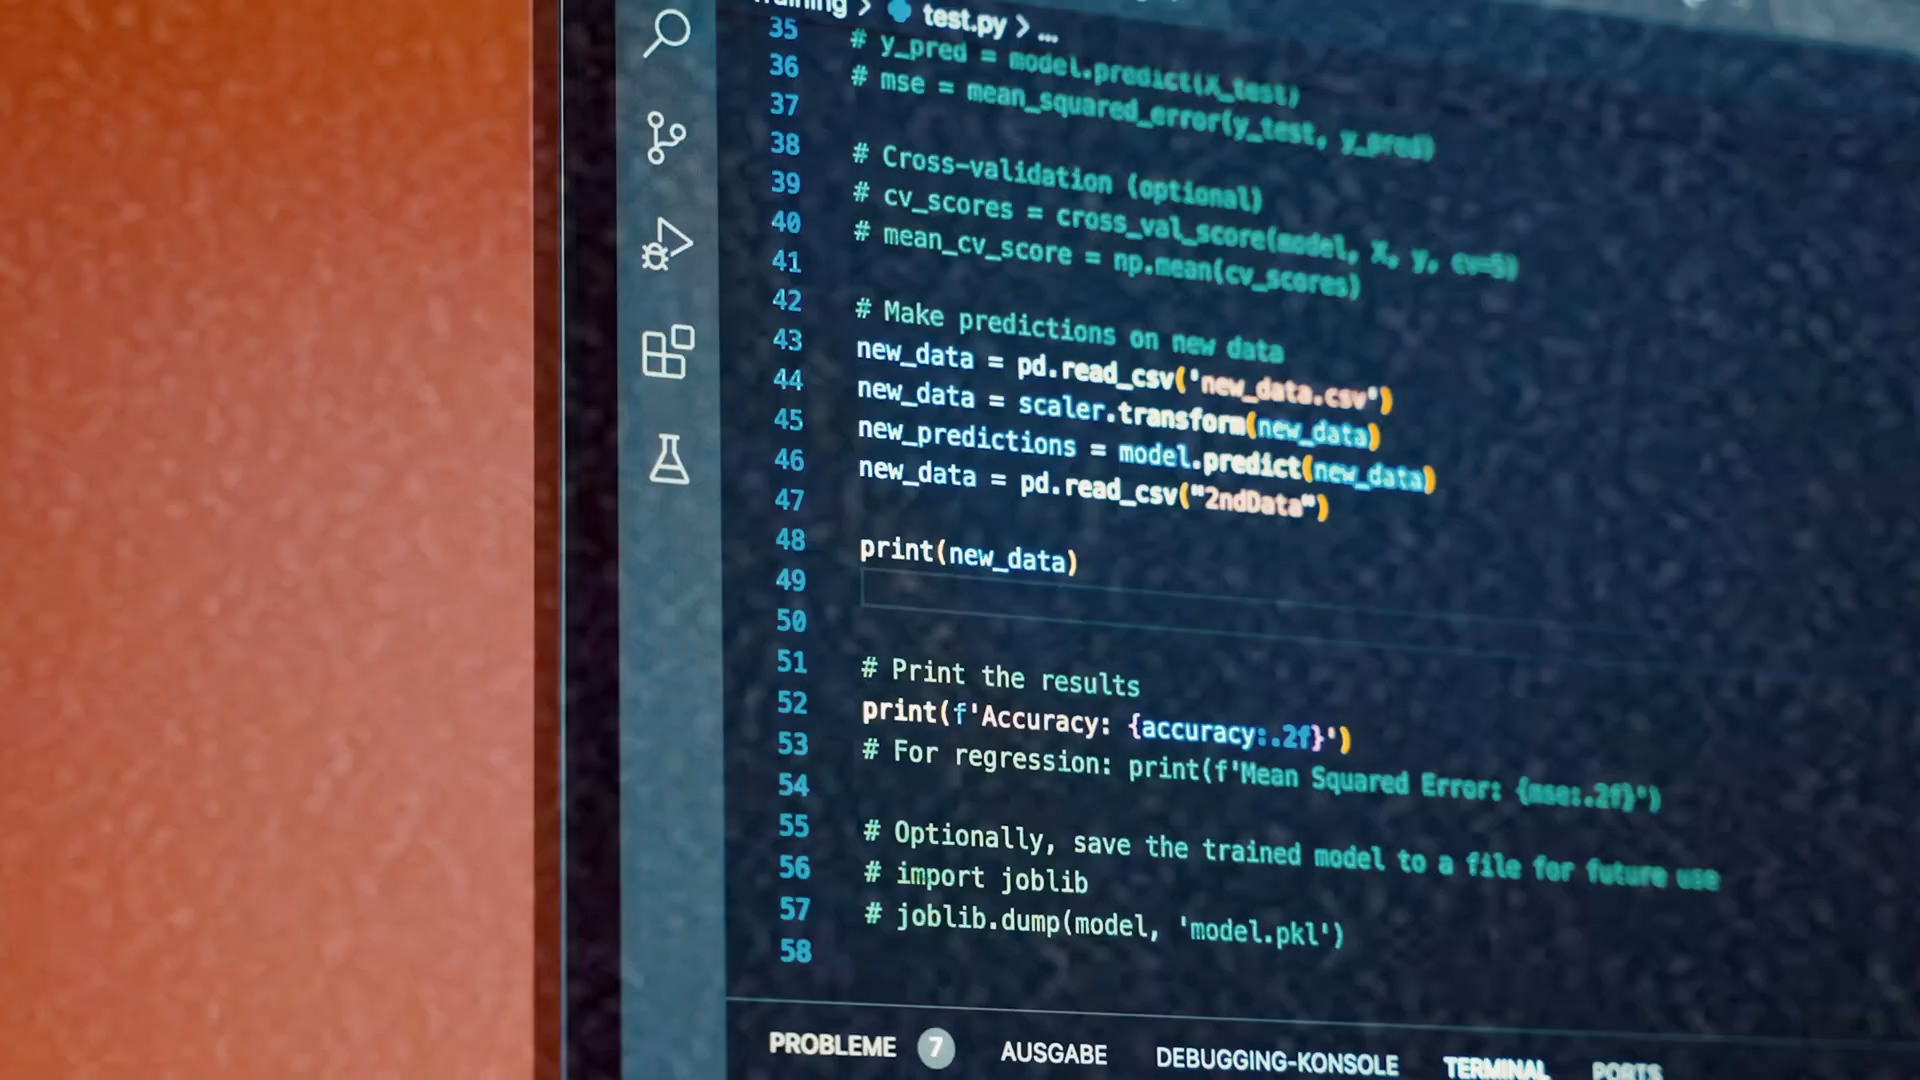 test.py > ...
35 # y_pred = model.predict(X_test)
36 # mse = mean_squared_error(y_test, y_pred)
37
38 # Cross-validation (optional)
39 # cv_scores = cross_val_score(model, X, y, cv=5)
40 # mean_cv_score = np.mean(cv_scores)
41
42 # Make predictions on new data
43 new_data = pd.read_csv('new_data.csv')
44 new_data = scaler.transform(new_data)
45 new_predictions = model.predict(new_data)
46 new_data = pd.read_csv("2ndData")
47
48 print(new_data)
49
50
51 # Print the results
52 print(f'Accuracy: {accuracy:.2f}')
53 # For regression: print(f'Mean Squared Error: {mse:.2f}')
54
55 # Optionally, save the trained model to a file for future use
56 # import joblib
57 # joblib.dump(model, 'model.pkl')
58
PROBLEME 7 AUSGABE DEBUGGING-KONSOLE TERMINAL PORTS